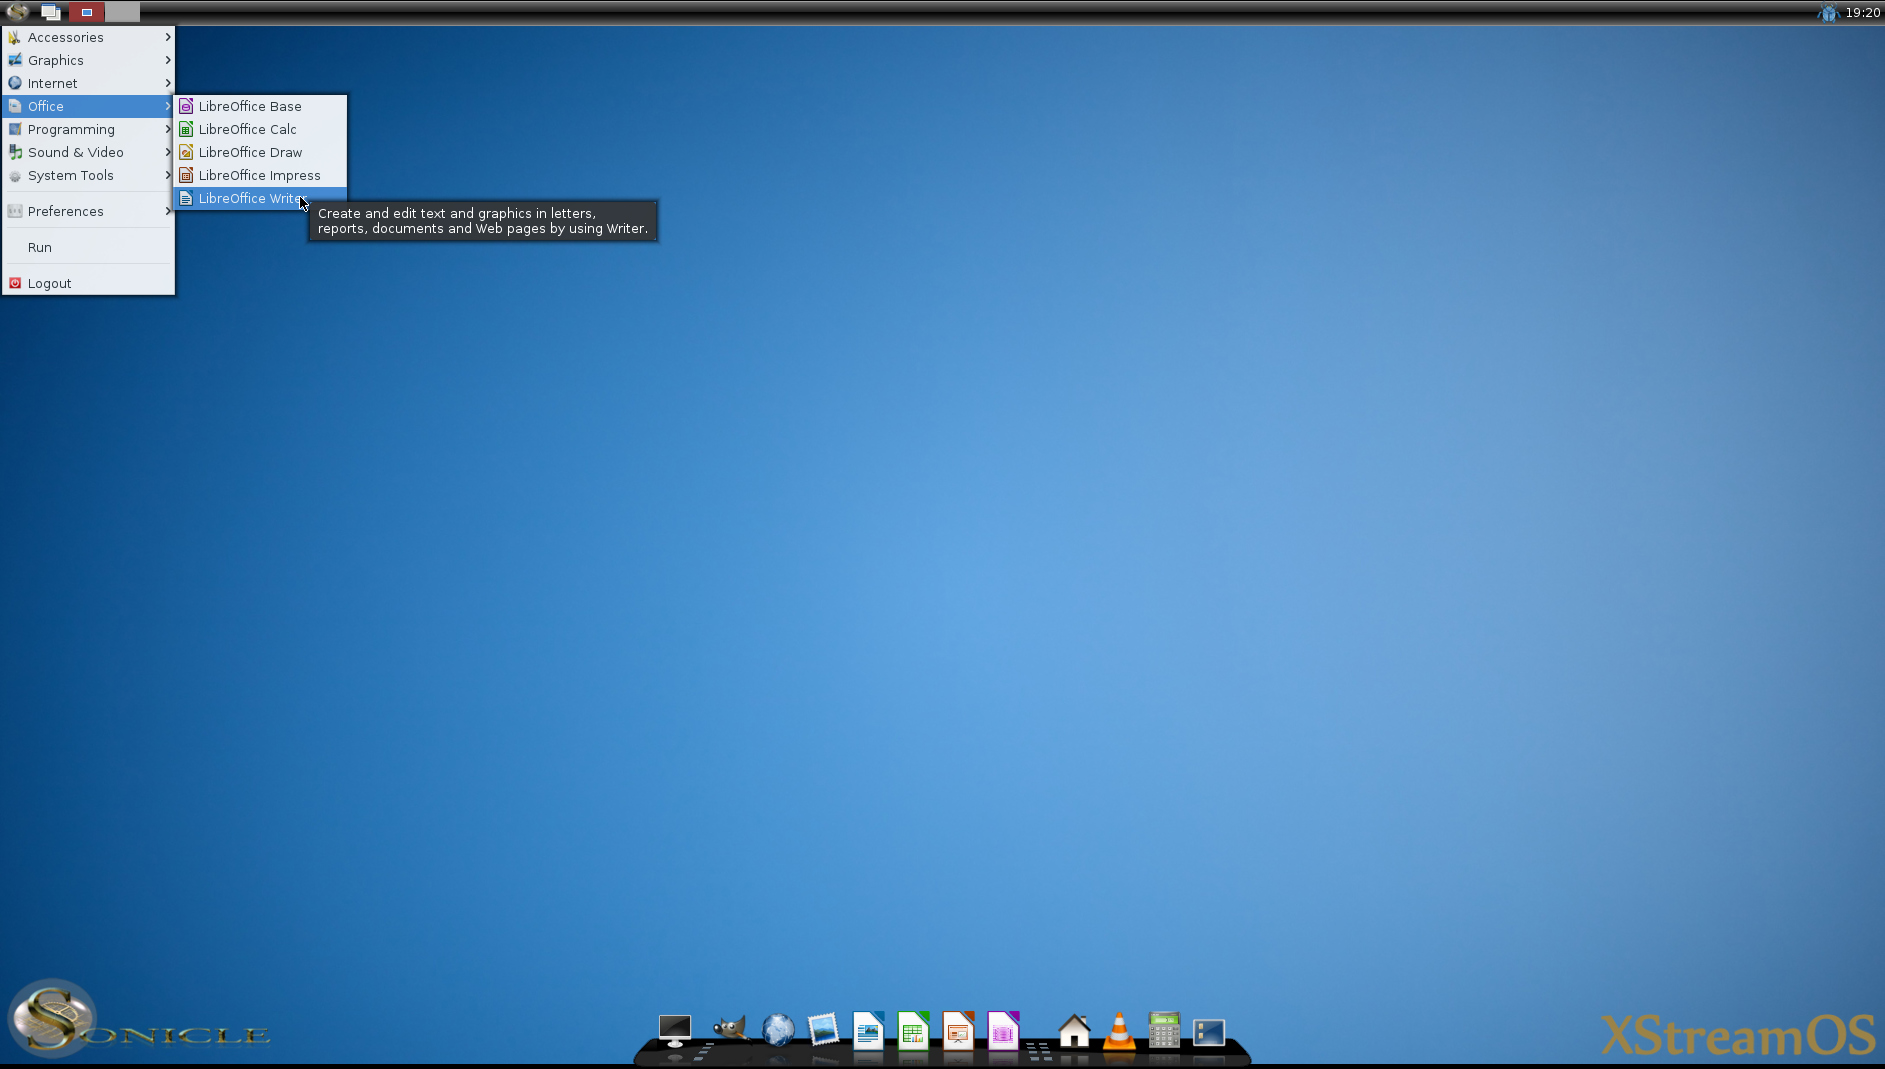 19:20
Accessories
Graphics
Internet
Office
Programming
Sound & Video
System Tools
Preferences
Run
Logout
LibreOffice Base
LibreOffice Calc
LibreOffice Draw
LibreOffice Impress
LibreOffice Writer
Create and edit text and graphics in letters,
reports, documents and Web pages by using Writer.
SONICLE
XStreamOS